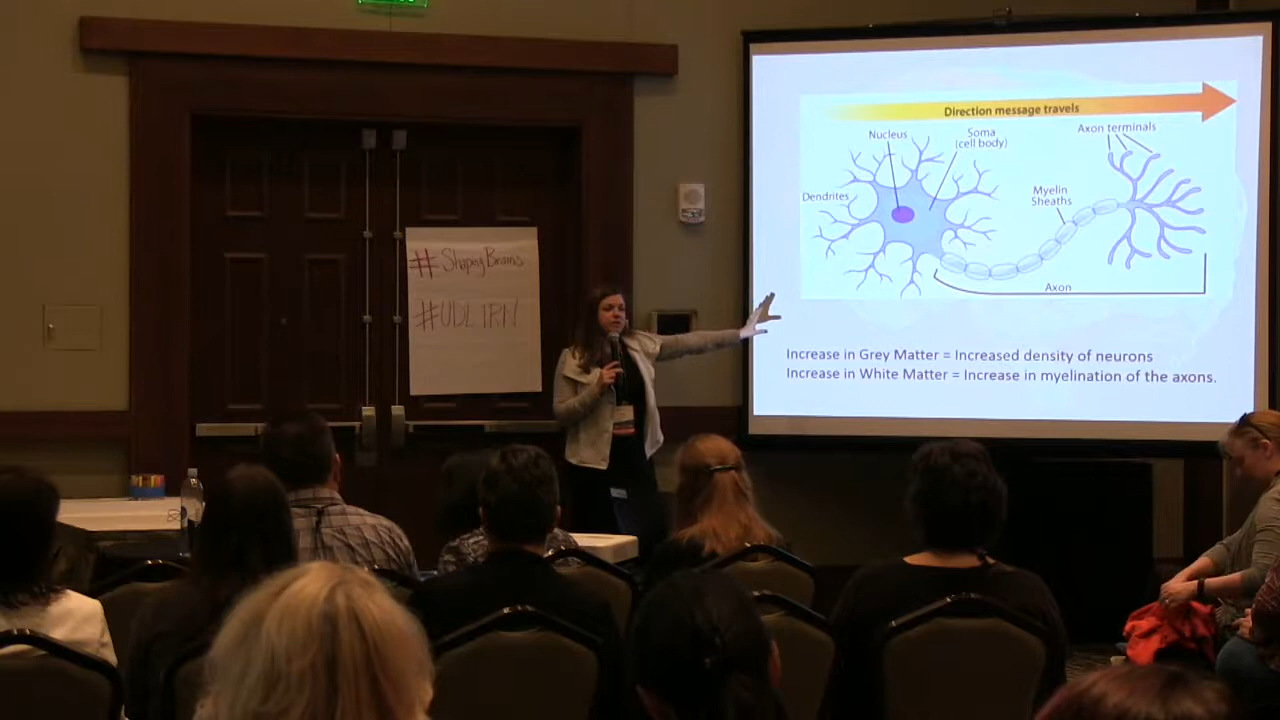 #ShapingBrains
#UDLIRN
Direction message travels
Nucleus
Soma
(cell body)
Axon terminals
Dendrites
Myelin
Sheaths
Axon
Increase in Grey Matter = Increased density of neurons
Increase in White Matter = Increase in myelination of the axons.